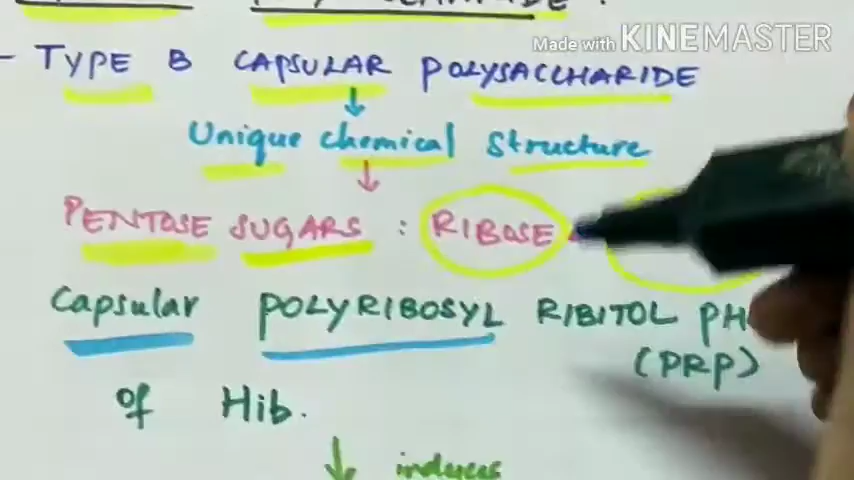 Made with KINEMASTER
- TYPE B CAPSULAR POLYSACCHARIDE
Unique chemical structure
PENTOSE SUGARS : RIBOSE
Capsular POLYRIBOSYL RIBITOL PH
(PRP)
of Hib.
induces